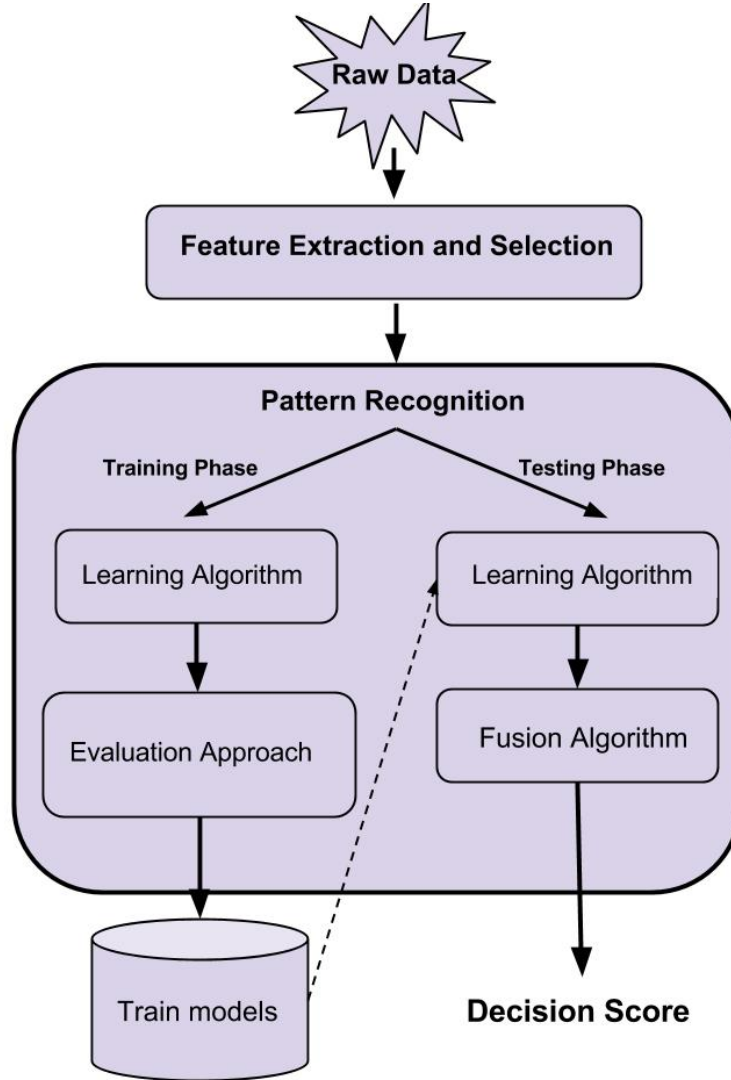 Raw Data
Feature Extraction and Selection
Pattern Recognition
Training Phase
Testing Phase
Learning Algorithm
Learning Algorithm
Evaluation Approach
Fusion Algorithm
Train models
Decision Score